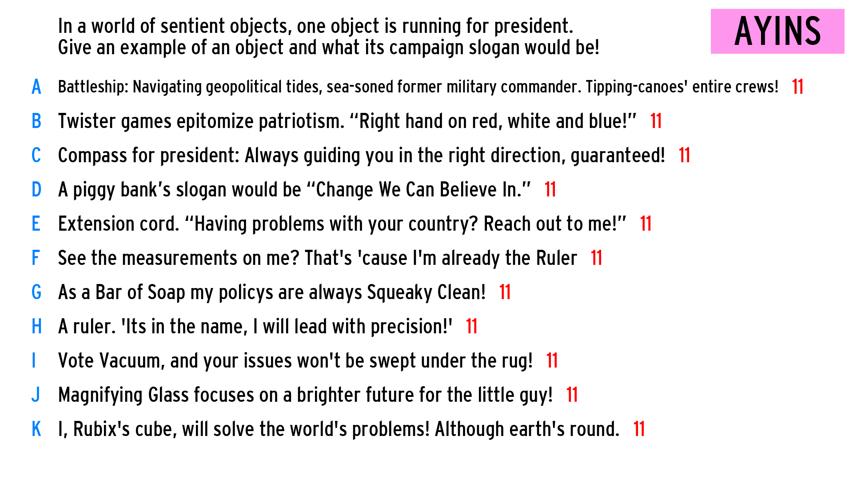 In a world of sentient objects, one object is running for president.
Give an example of an object and what its campaign slogan would be!
AYINS
A Battleship: Navigating geopolitical tides, sea-soned former military commander. Tipping-canoes' entire crews! 11
B Twister games epitomize patriotism. “Right hand on red, white and blue!” 11
C Compass for president: Always guiding you in the right direction, guaranteed! 11
D A piggy bank’s slogan would be “Change We Can Believe In.” 11
E Extension cord. “Having problems with your country? Reach out to me!” 11
F See the measurements on me? That's 'cause I'm already the Ruler 11
G As a Bar of Soap my policys are always Squeaky Clean! 11
H A ruler. 'Its in the name, I will lead with precision!' 11
I Vote Vacuum, and your issues won't be swept under the rug! 11
J Magnifying Glass focuses on a brighter future for the little guy! 11
K I, Rubix's cube, will solve the world's problems! Although earth's round. 11